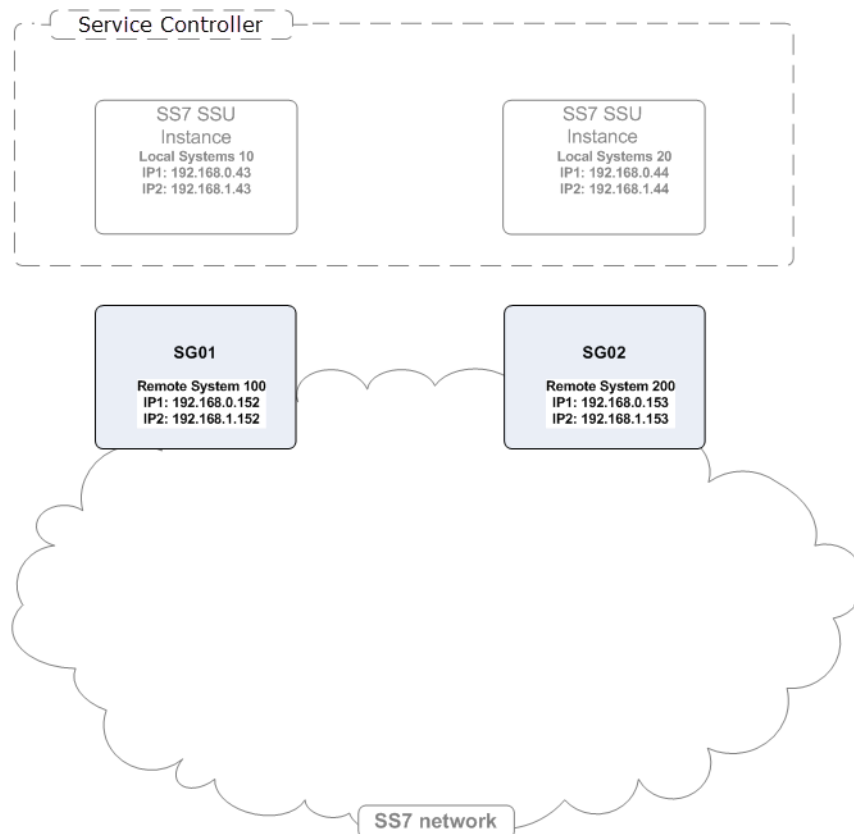 Service Controller
SS7 SSU
Instance
Local Systems 10
IP1: 192.168.0.43
IP2: 192.168.1.43
SS7 SSU
Instance
Local Systems 20
IP1: 192.168.0.44
IP2: 192.168.1.44
SG01
Remote System 100
IP1: 192.168.0.152
IP2: 192.168.1.152
SG02
Remote System 200
IP1: 192.168.0.153
IP2: 192.168.1.153
SS7 network